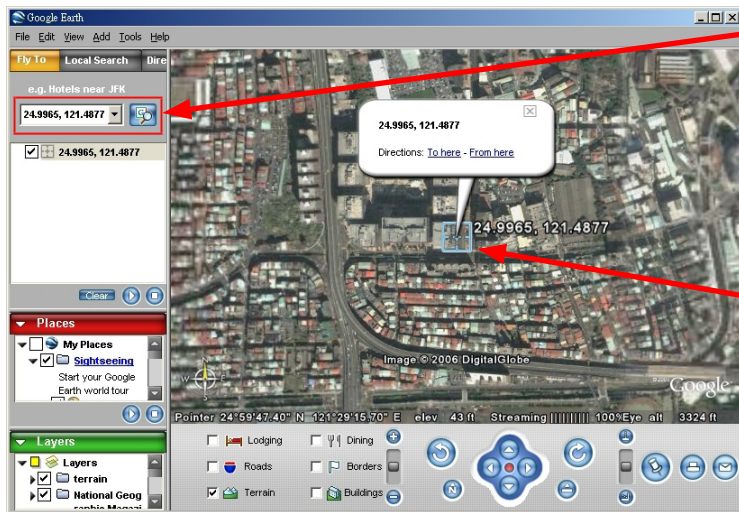 Google Earth
File Edit View Add Tools Help
Fly To Local Search Dire
e.g. Hotels near JFK
24.9965, 121.4877
24.9965, 121.4877
Clear
Places
My Places
Sightseeing
Start your Google
Earth world tour
Layers
Layers
terrain
National Geog
raphic Magazi
24.9965, 121.4877
Directions: To here - From here
24.9965, 121.4877
Image © 2006 DigitalGlobe
©2005 Google
N
W E
Pointer 24°59'47.40" N 121°29'15.70" E elev 43 ft Streaming |||||||||| 100% Eye alt 3324 ft
Lodging Dining
Roads Borders
Terrain Buildings
N